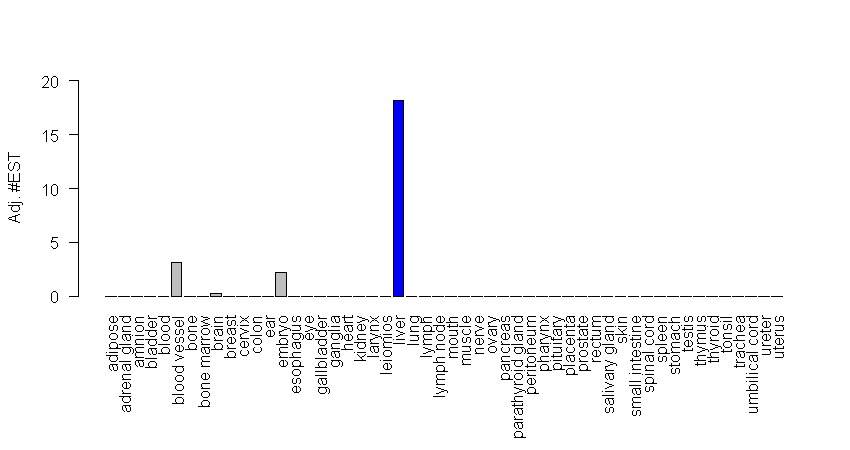 Adj. #EST
20
15
10
5
0
adipose
adrenal gland
amnion
bladder
blood
blood vessel
bone
bone marrow
brain
breast
cervix
colon
ear
embryo
esophagus
eye
gallbladder
ganglia
heart
kidney
larynx
leiomios
liver
lung
lymph
lymph node
mouth
muscle
nerve
ovary
pancreas
parathyroid gland
peritoneum
pharynx
pituitary
placenta
prostate
rectum
salivary gland
skin
small intestine
spinal cord
spleen
stomach
testis
thymus
thyroid
tonsil
trachea
umbilical cord
ureter
uterus